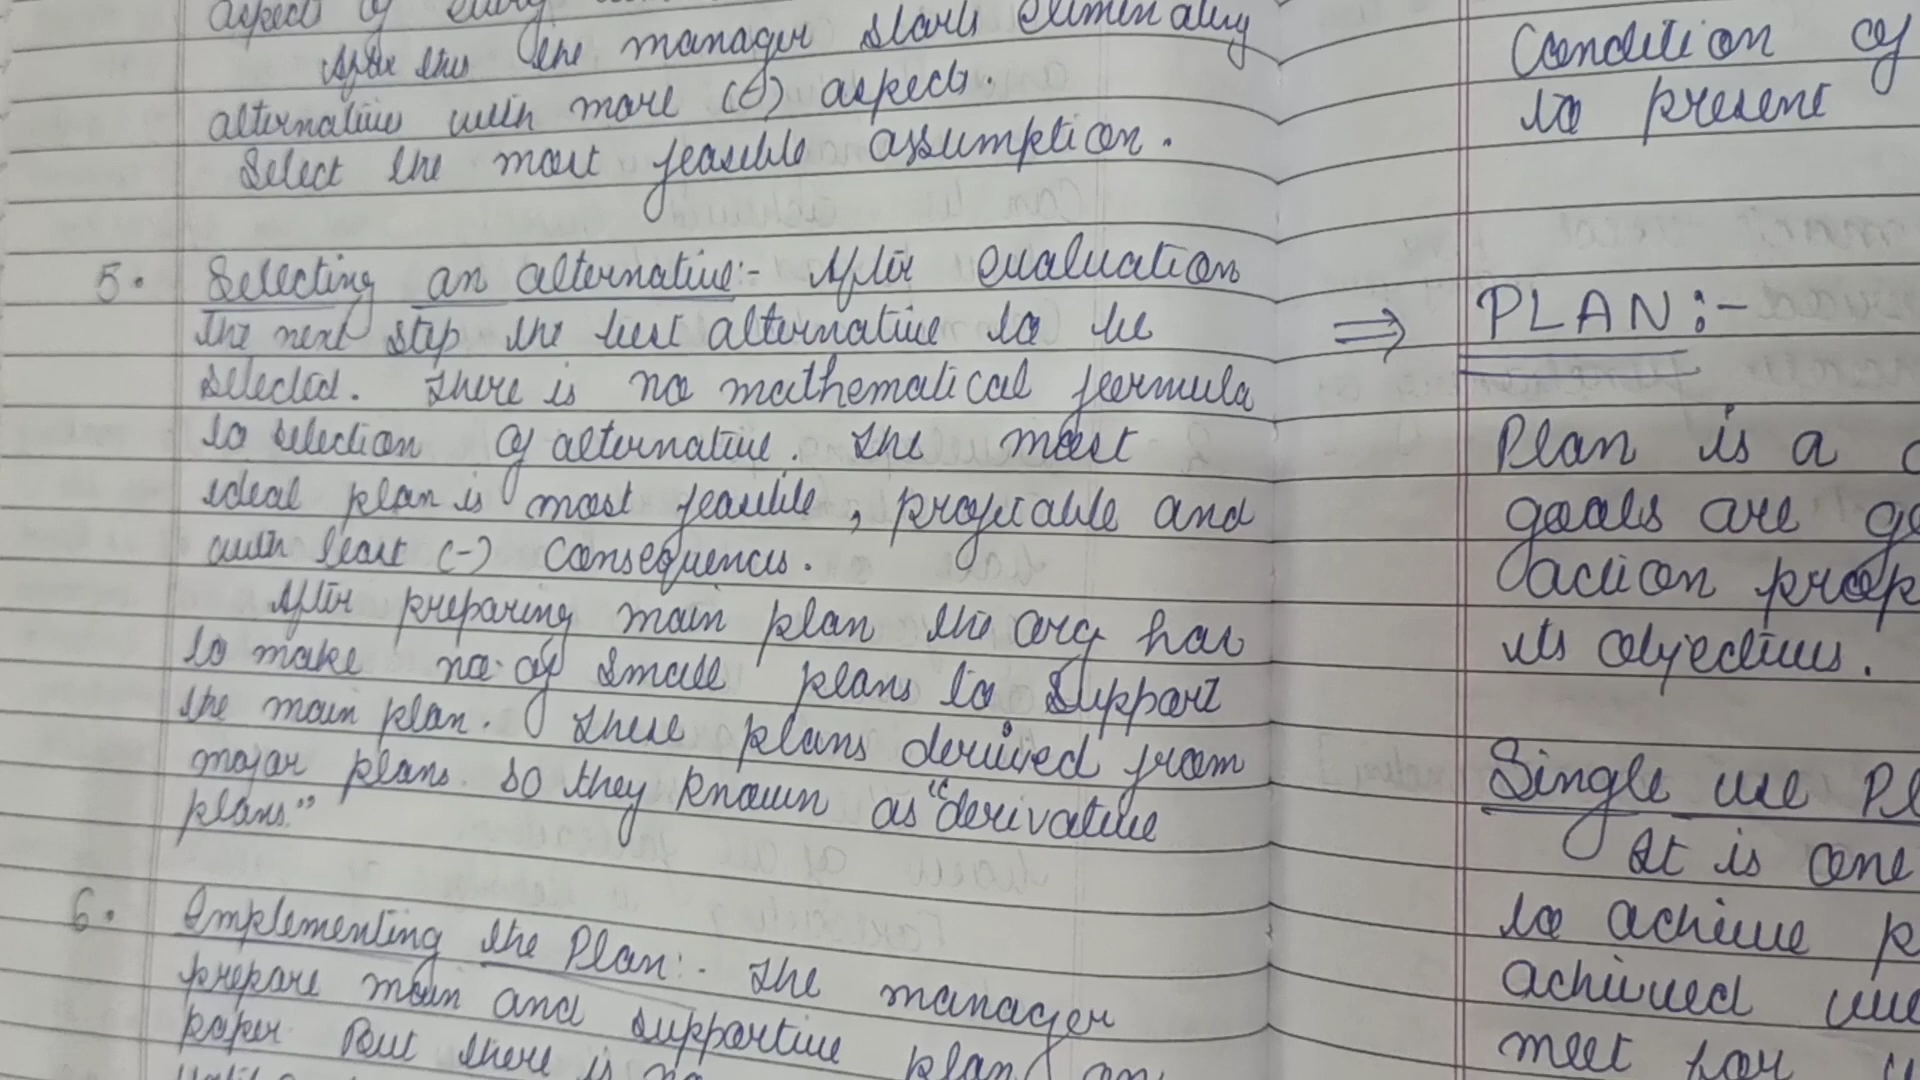 aspects of every
After this the manager starts eliminating
alternative with more (-) aspects.
Select the most feasible assumption.
5. Selecting an alternative:- After evaluation
the next step the best alternative to be
selected. There is no mathematical formula
to selection of alternative. The most
ideal plan is most feasible, profitable and
with least (-) consequences.
After preparing main plan the org has
to make no. of small plans to support
the main plan. These plans derived from
major plans. So they known as "derivative
plans."
6. Implementing the Plan:- The manager
prepare main and supportive plan on
paper But there is no
Condition of
to present
⇒ PLAN:-
Plan is a
goals are
action
its objectives.
Single use
It is one
to achieve
achieved
meet for